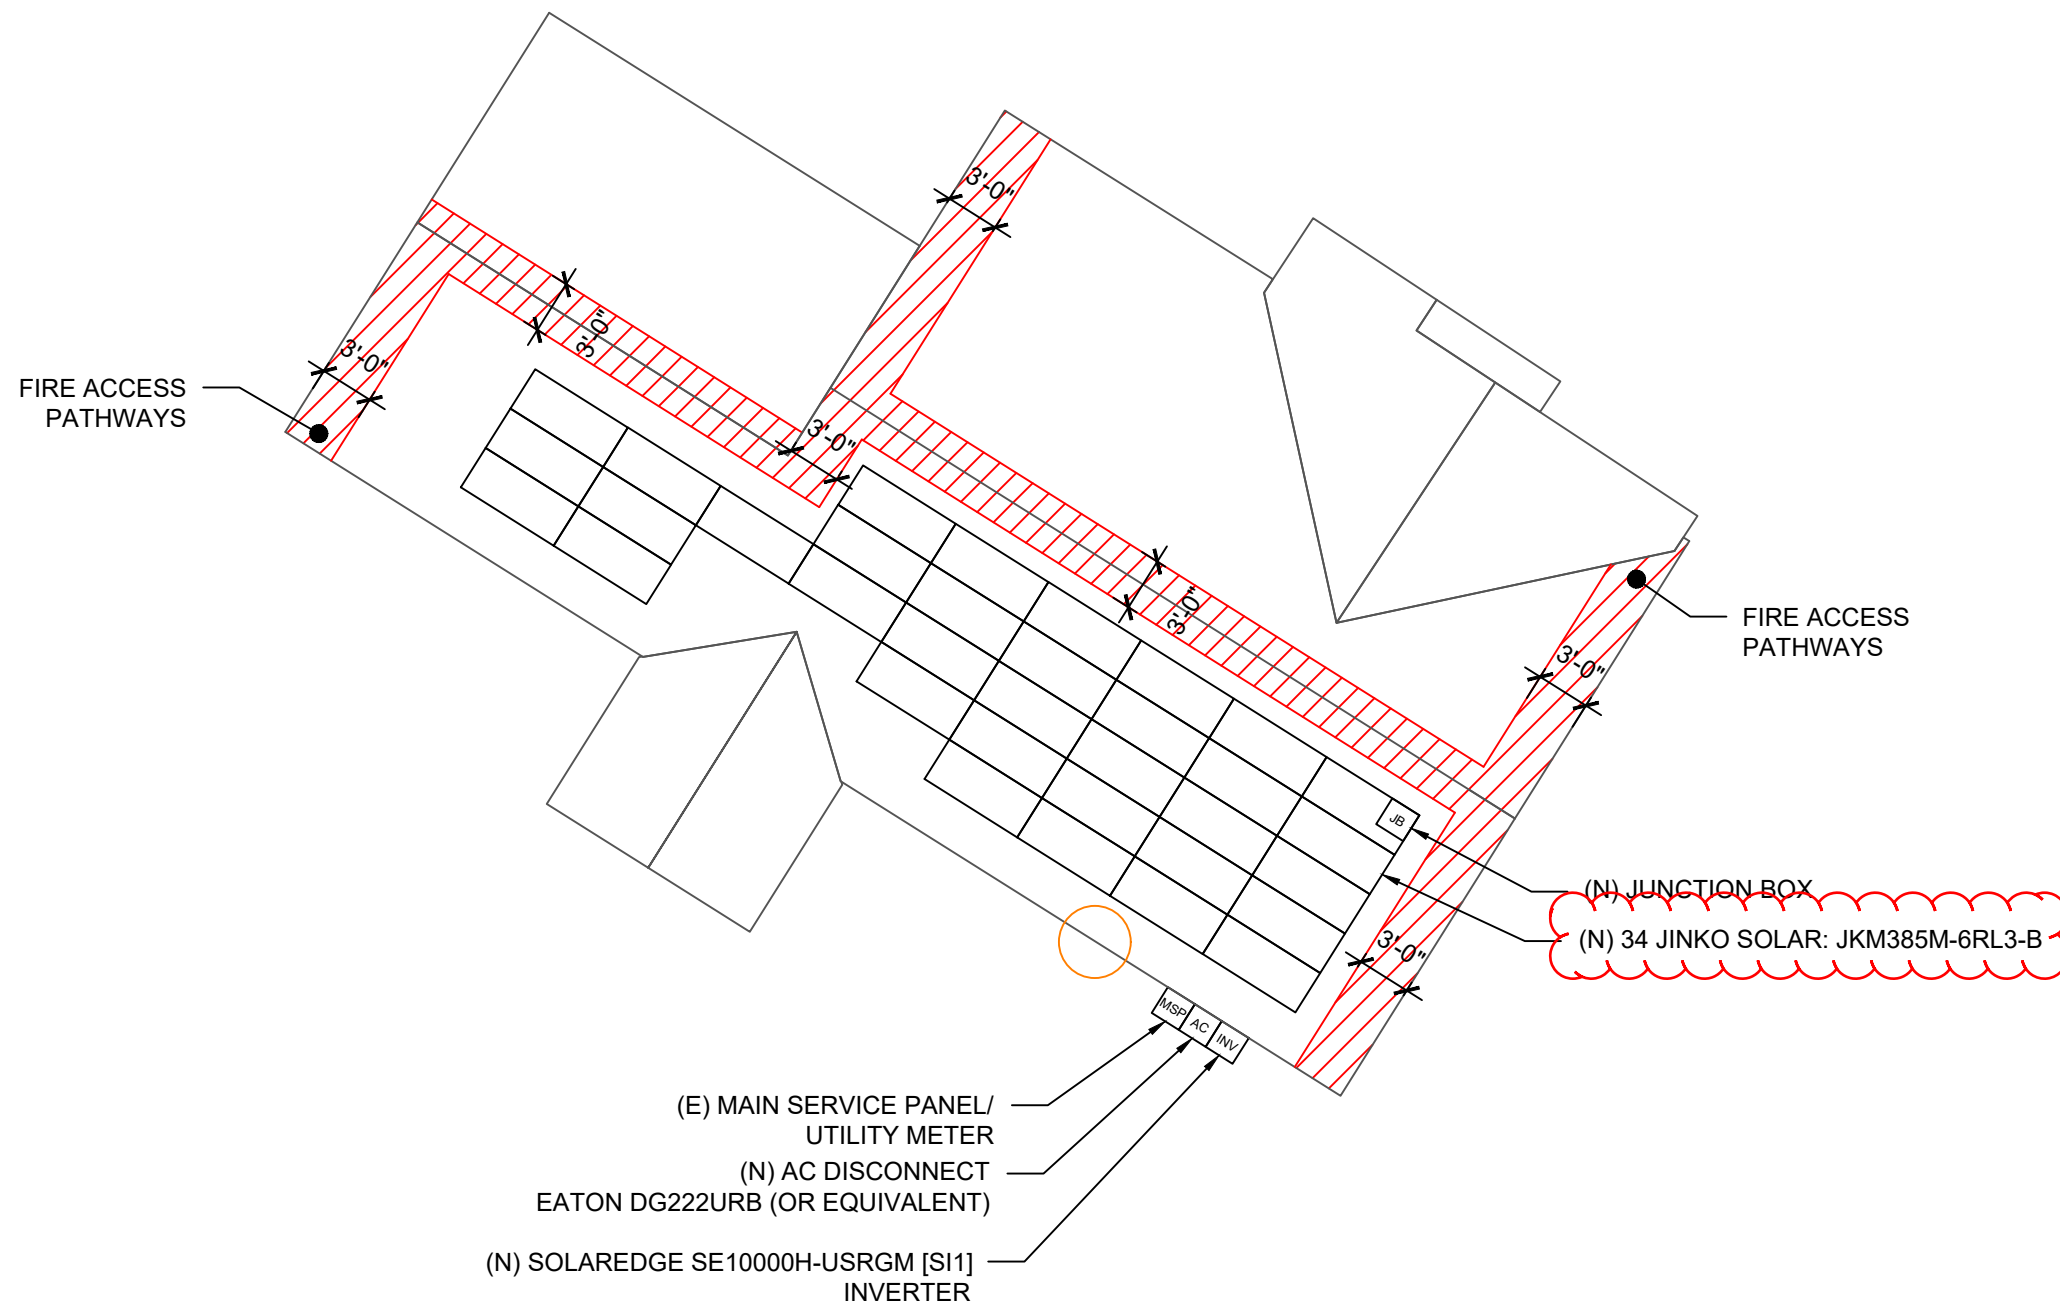 3'-0"
3'-0"
3'-0"
FIRE ACCESS
PATHWAYS
3'-0"
3'-0"
FIRE ACCESS
PATHWAYS
3'-0"
JB
(N) JUNCTION BOX
(N) 34 JINKO SOLAR: JKM385M-6RL3-B
3'-0"
MSP
AC
INV
(E) MAIN SERVICE PANEL/
UTILITY METER
(N) AC DISCONNECT
EATON DG222URB (OR EQUIVALENT)
(N) SOLAREDGE SE10000H-USRGM [SI1]
INVERTER